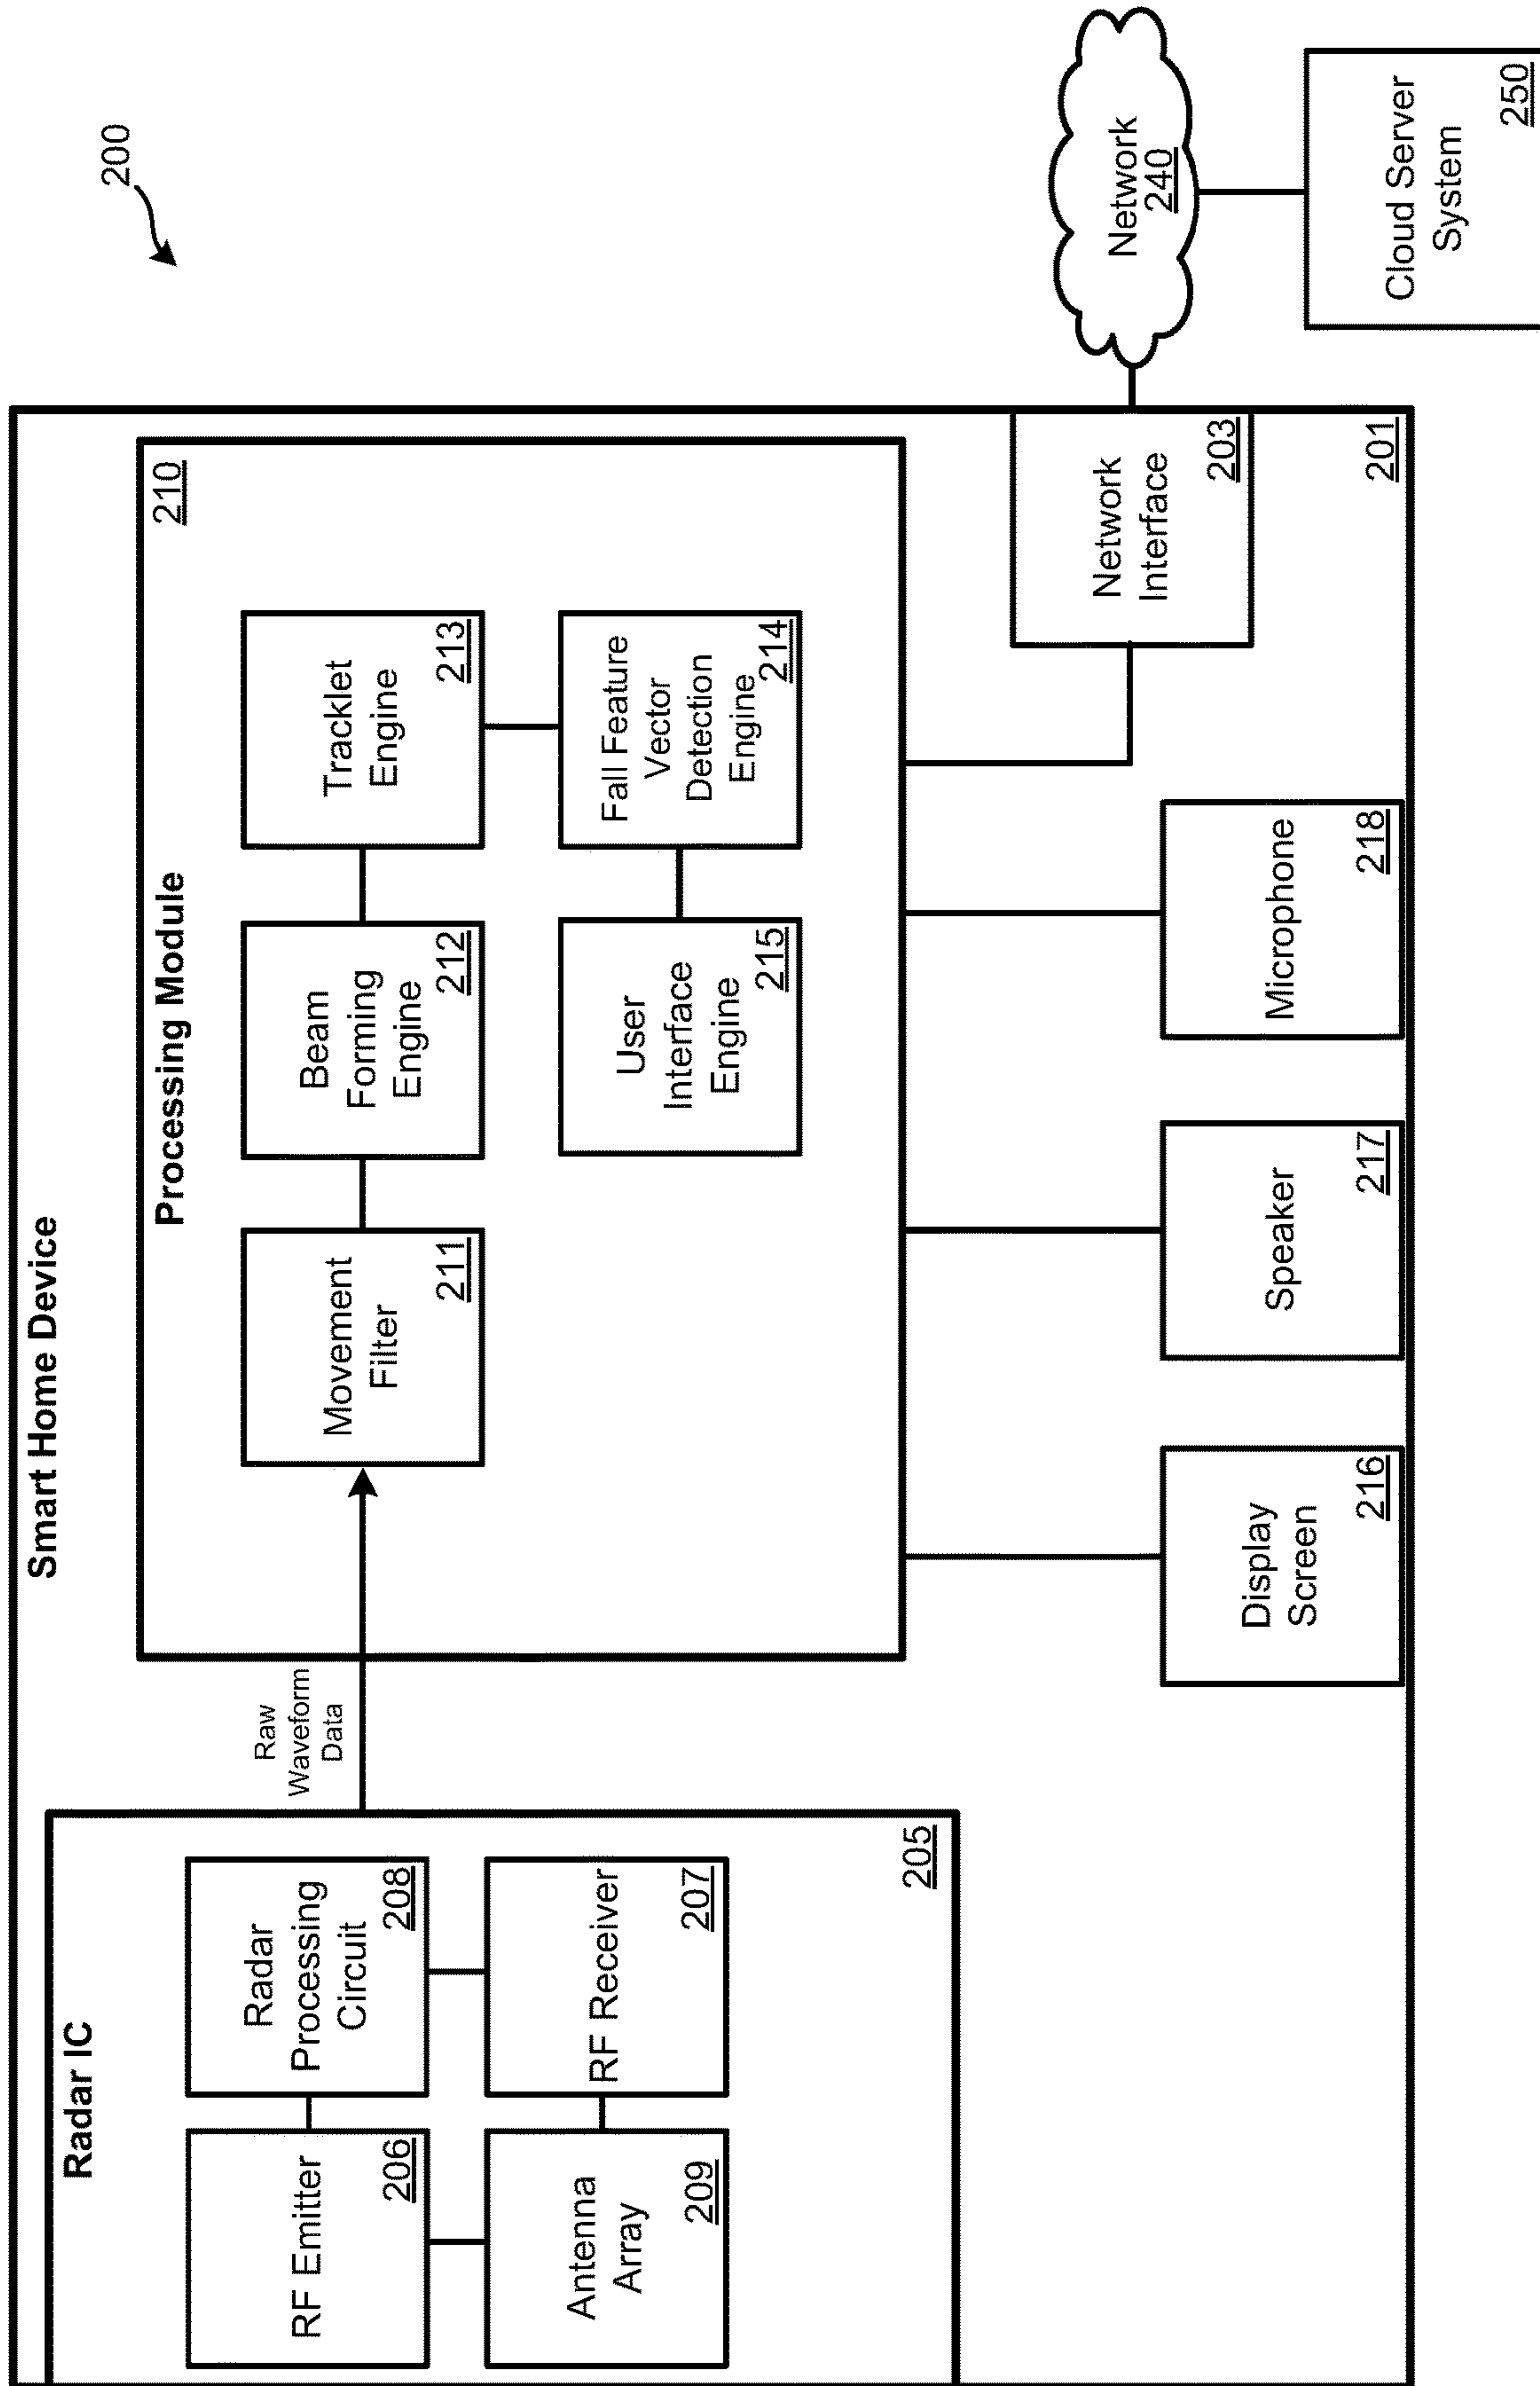 200
Smart Home Device
Radar IC
RF Emitter
206
Radar
Processing
Circuit
208
Antenna
Array
209
RF Receiver
207
205
Raw
Waveform
Data
Processing Module
210
Movement
Filter
211
Beam
Forming
Engine
212
Tracklet
Engine
213
User
Interface
Engine
215
Fall Feature
Vector
Detection
Engine
214
Display
Screen
216
Speaker
217
Microphone
218
Network
Interface
203
201
Network
240
Cloud Server
System
250